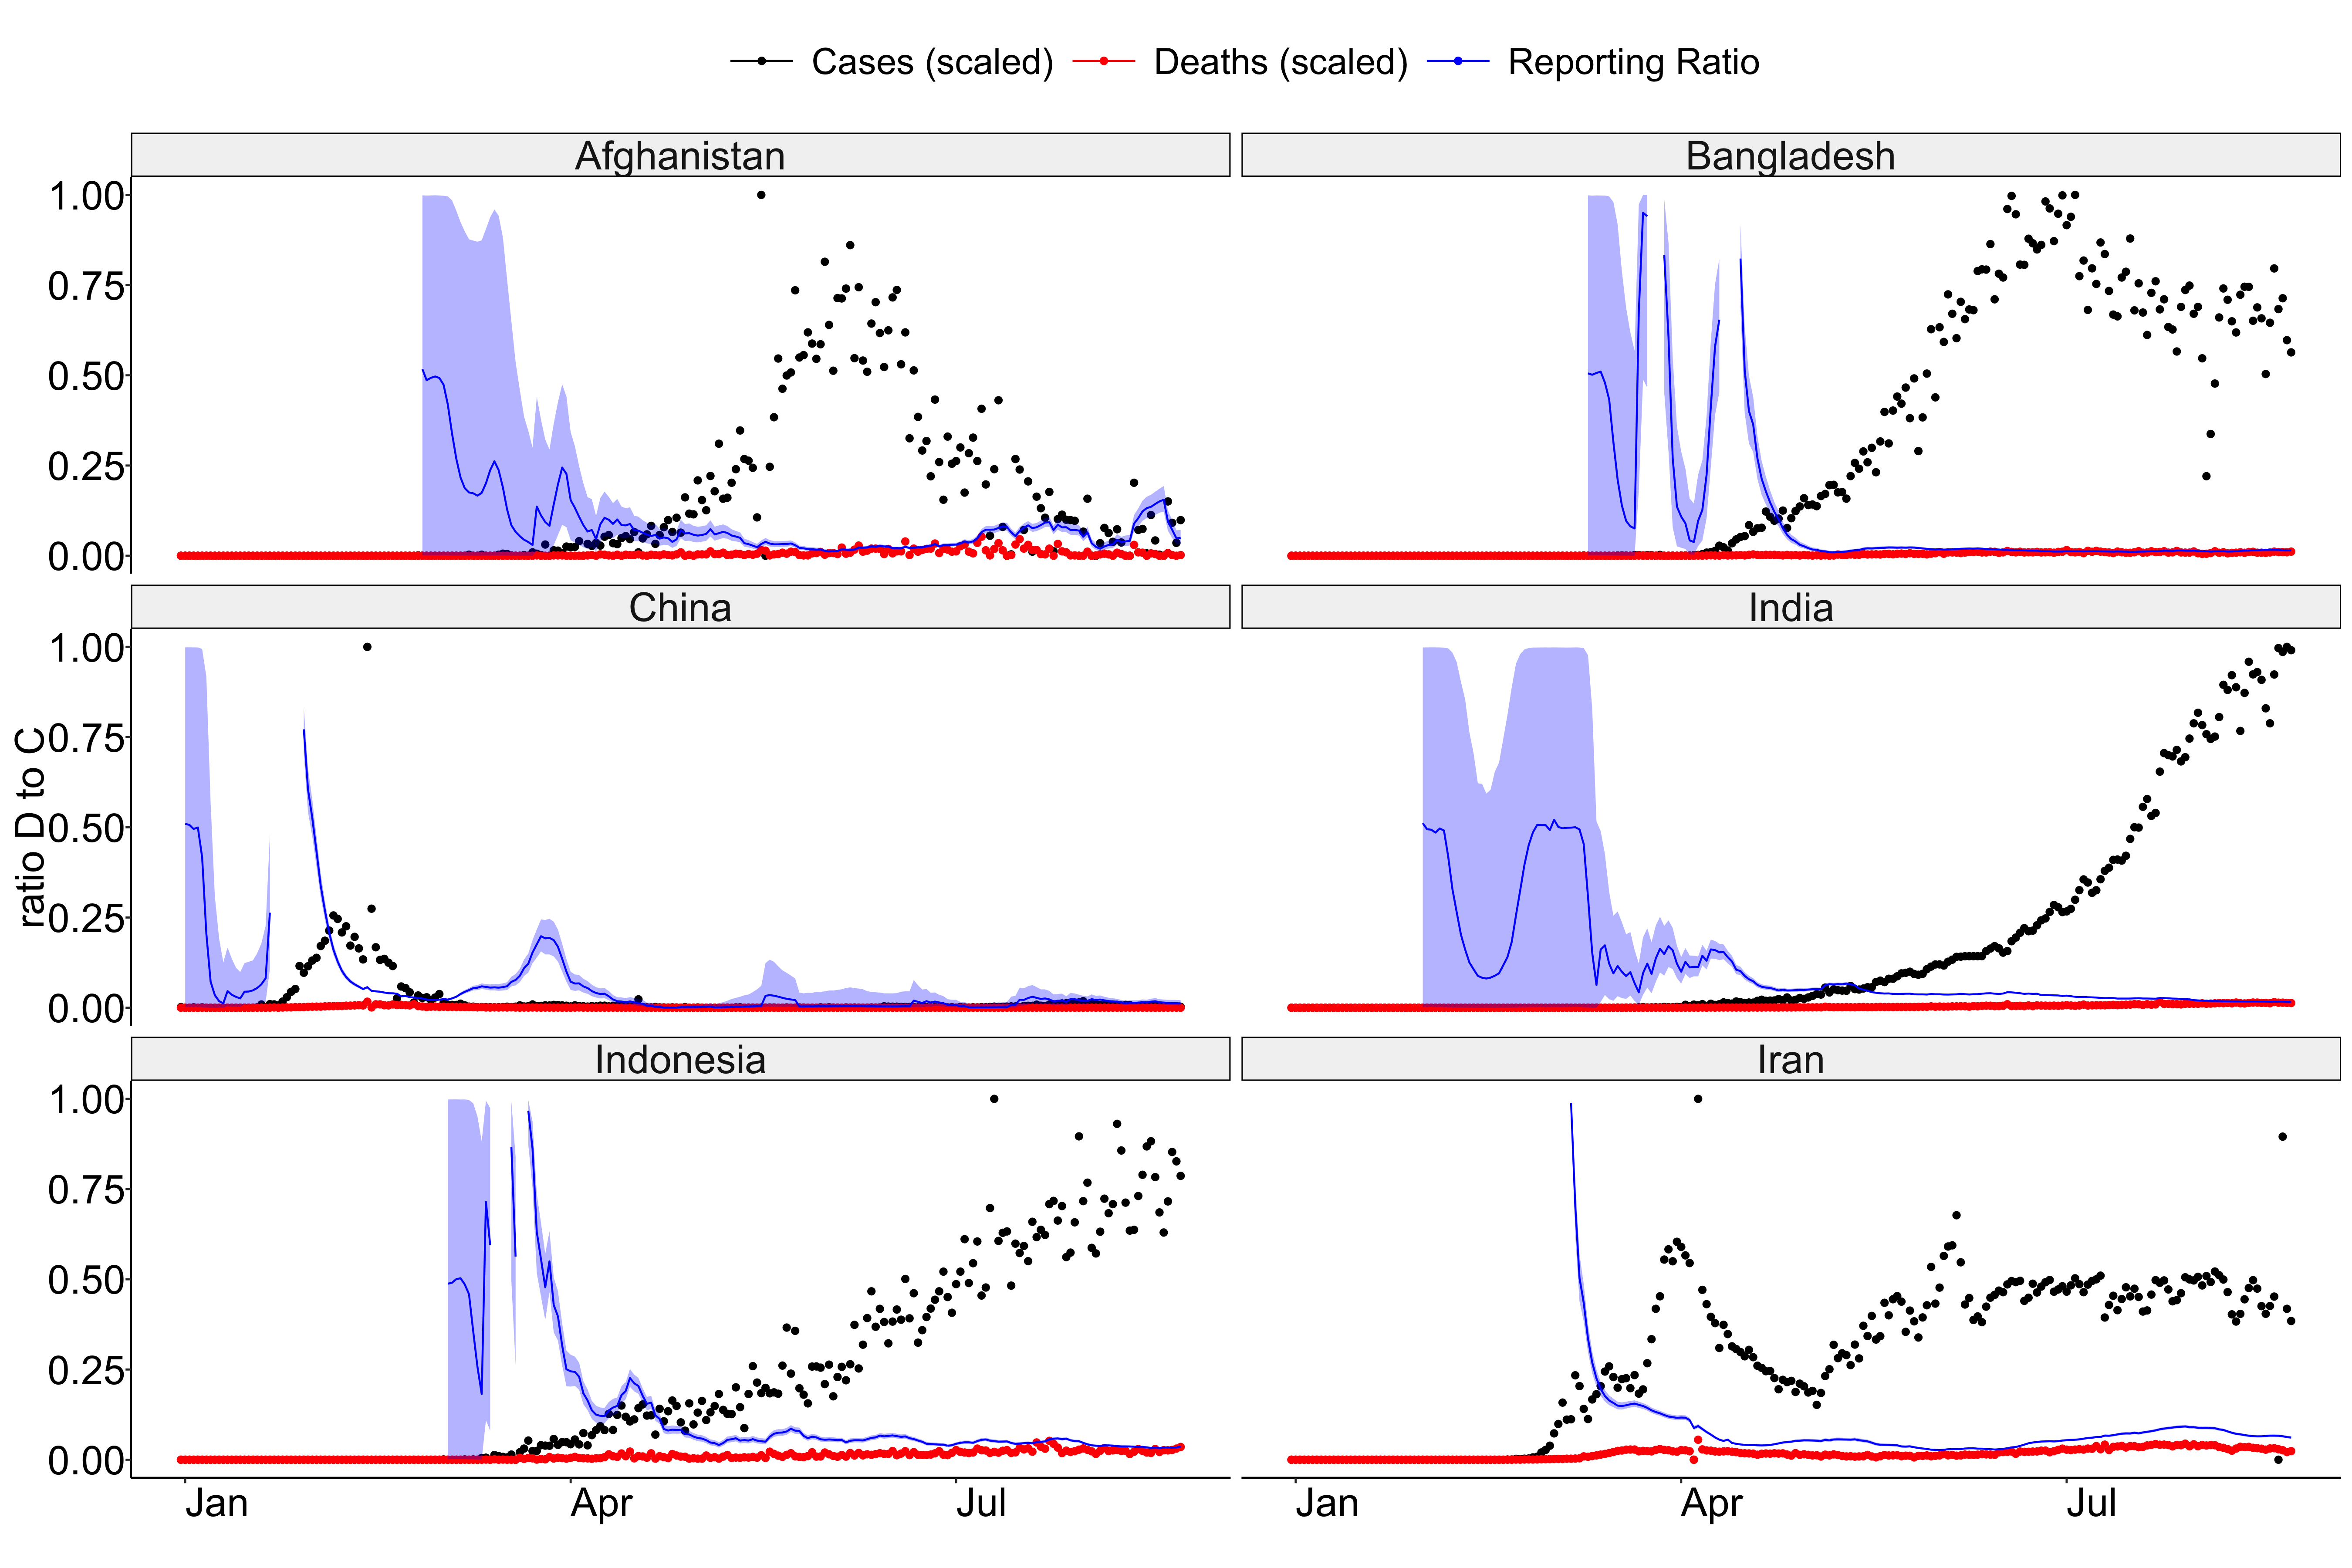 Cases (scaled) Deaths (scaled) Reporting Ratio
Afghanistan Bangladesh
1.00
0.75
0.50
0.25
0.00
China India
1.00
0.75
0.50
0.25
0.00
ratio D to C
Indonesia Iran
1.00
0.75
0.50
0.25
0.00
Jan Apr Jul Jan Apr Jul